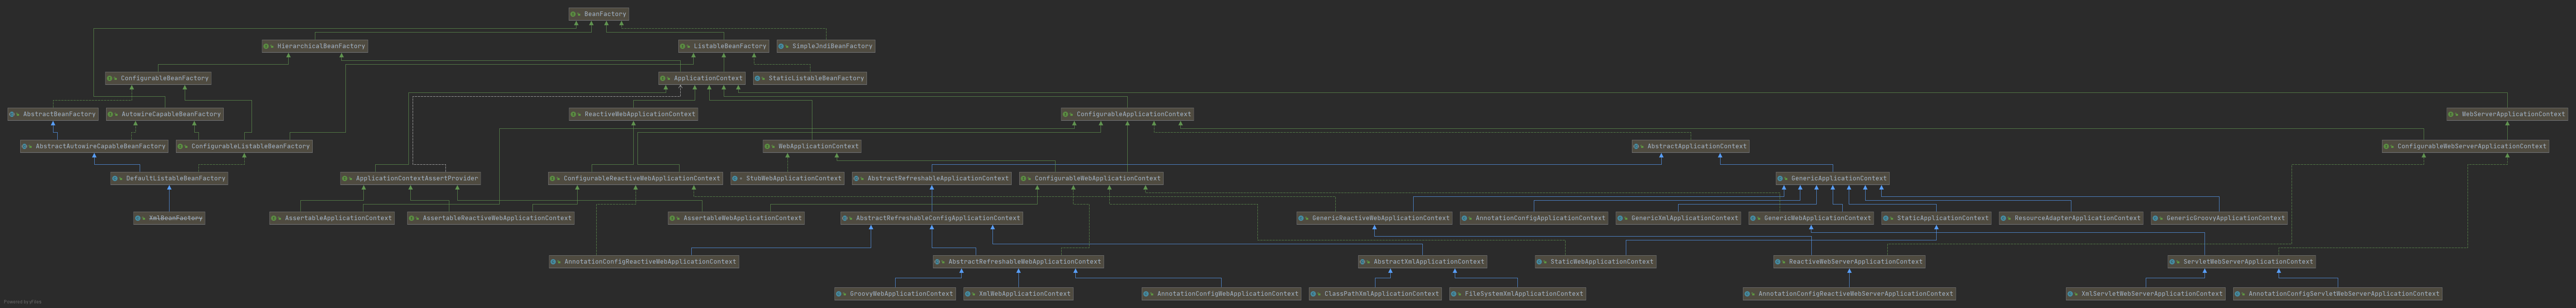 BeanFactory
HierarchicalBeanFactory
ListableBeanFactory
SimpleJndiBeanFactory
ConfigurableBeanFactory
ApplicationContext
StaticListableBeanFactory
AbstractBeanFactory
AutowireCapableBeanFactory
ReactiveWebApplicationContext
ConfigurableApplicationContext
WebServerApplicationContext
AbstractAutowireCapableBeanFactory
ConfigurableListableBeanFactory
WebApplicationContext
AbstractApplicationContext
ConfigurableWebServerApplicationContext
DefaultListableBeanFactory
ApplicationContextAssertProvider
ConfigurableReactiveWebApplicationContext
StubWebApplicationContext
AbstractRefreshableApplicationContext
ConfigurableWebApplicationContext
GenericApplicationContext
XmlBeanFactory
AssertableApplicationContext
AssertableReactiveWebApplicationContext
AssertableWebApplicationContext
AbstractRefreshableConfigApplicationContext
GenericReactiveWebApplicationContext
AnnotationConfigApplicationContext
GenericXmlApplicationContext
GenericWebApplicationContext
StaticApplicationContext
ResourceAdapterApplicationContext
GenericGroovyApplicationContext
AnnotationConfigReactiveWebApplicationContext
AbstractRefreshableWebApplicationContext
AbstractXmlApplicationContext
StaticWebApplicationContext
ReactiveWebServerApplicationContext
ServletWebServerApplicationContext
GroovyWebApplicationContext
XmlWebApplicationContext
AnnotationConfigWebApplicationContext
ClassPathXmlApplicationContext
FileSystemXmlApplicationContext
AnnotationConfigReactiveWebServerApplicationContext
XmlServletWebServerApplicationContext
AnnotationConfigServletWebServerApplicationContext
Powered by yFiles